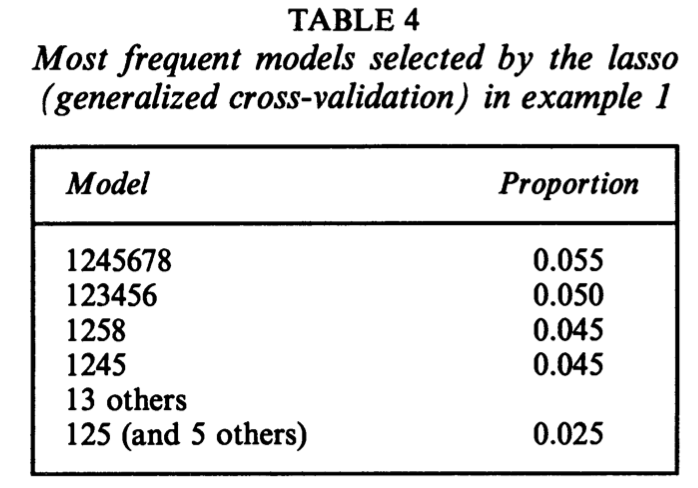 TABLE 4
Most frequent models selected by the lasso
(generalized cross-validation) in example 1
Model Proportion
1245678 0.055
123456 0.050
1258 0.045
1245 0.045
13 others
125 (and 5 others) 0.025